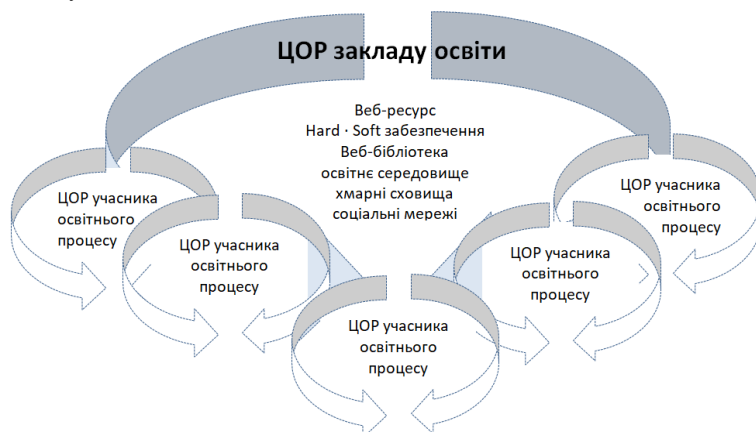 ЦОР закладу освіти
Веб-ресурс
Hard · Soft забезпечення
Веб-бібліотека
освітнє середовище
хмарні сховища
соціальні мережі
ЦОР учасника
освітнього
процесу
ЦОР учасника
освітнього
процесу
ЦОР учасника
освітнього
процесу
ЦОР учасника
освітнього
процесу
ЦОР учасника
освітнього
процесу